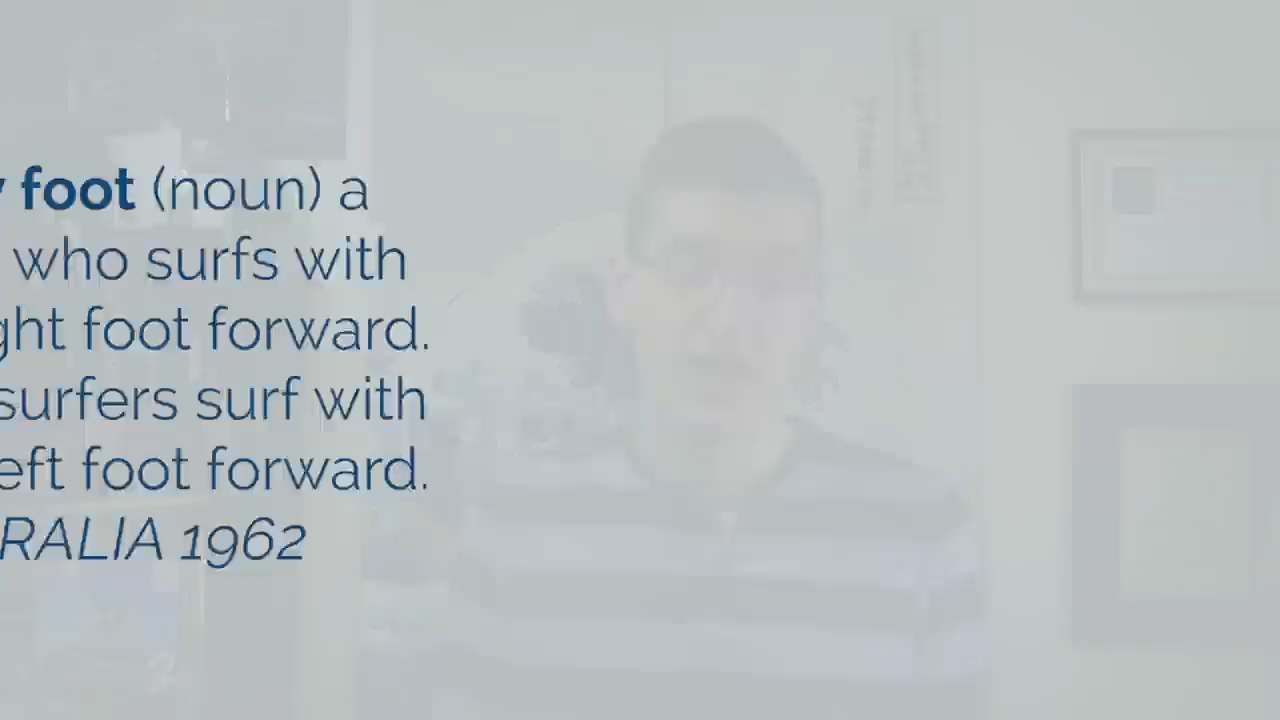 foot (noun) a
who surfs with
ght foot forward.
surfers surf with
eft foot forward.
RALIA 1962